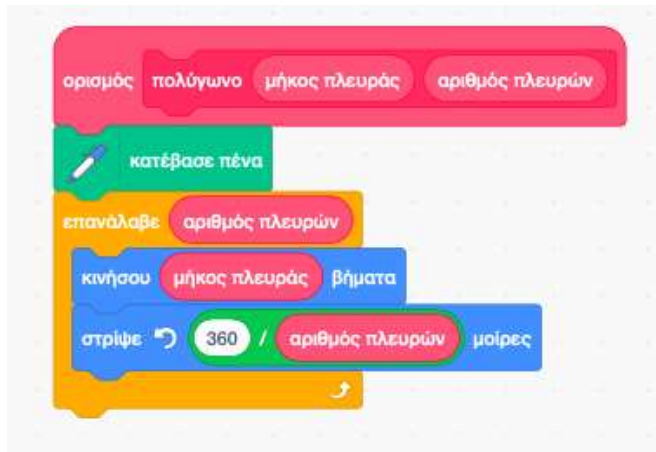 ορισμός πολύγωνο μήκος πλευράς αριθμός πλευρών
κατέβασε πένα
επανάλαβε αριθμός πλευρών
κινήσου μήκος πλευράς βήματα
στρίψε 360 / αριθμός πλευρών μοίρες